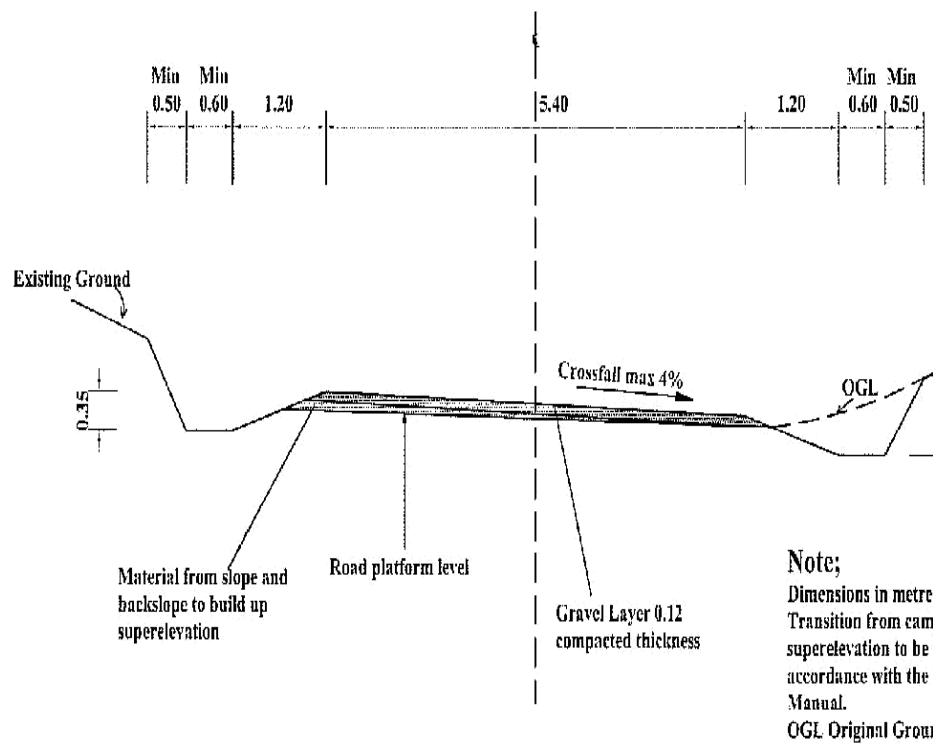 Min Min
0.50 0.60 1.20 5.40 1.20
Min Min
0.60 0.50
Existing Ground
Crossfall max 4%
OGL
0.35
Material from slope and
backslope to build up
superelevation
Road platform level
Gravel Layer 0.12
compacted thickness
Note;
Dimensions in metre
Transition from cam
superelevation to be
accordance with the
Manual.
OGL Original Groun